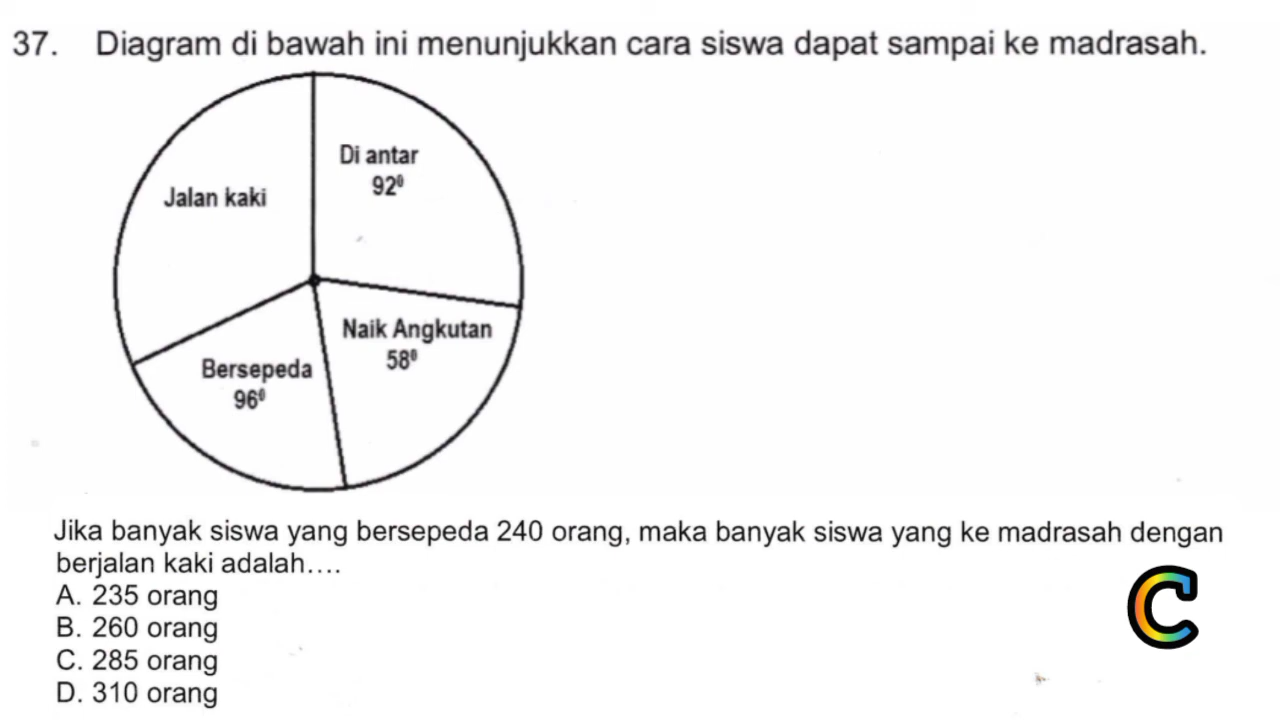 37. Diagram di bawah ini menunjukkan cara siswa dapat sampai ke madrasah.
Di antar
92⁰
Jalan kaki
Naik Angkutan
58⁰
Bersepeda
96⁰
Jika banyak siswa yang bersepeda 240 orang, maka banyak siswa yang ke madrasah dengan
berjalan kaki adalah....
A. 235 orang
B. 260 orang
C. 285 orang
D. 310 orang
C